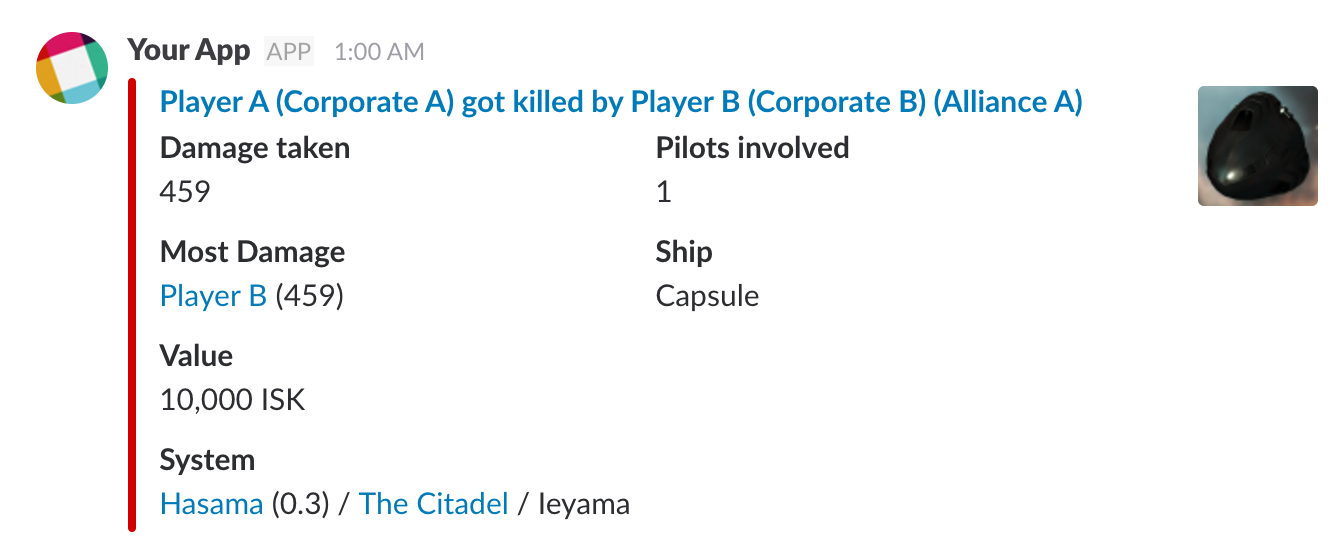 Your App APP 1:00 AM
Player A (Corporate A) got killed by Player B (Corporate B) (Alliance A)
Damage taken Pilots involved
459 1
Most Damage Ship
Player B (459) Capsule
Value
10,000 ISK
System
Hasama (0.3) / The Citadel / Ieyama